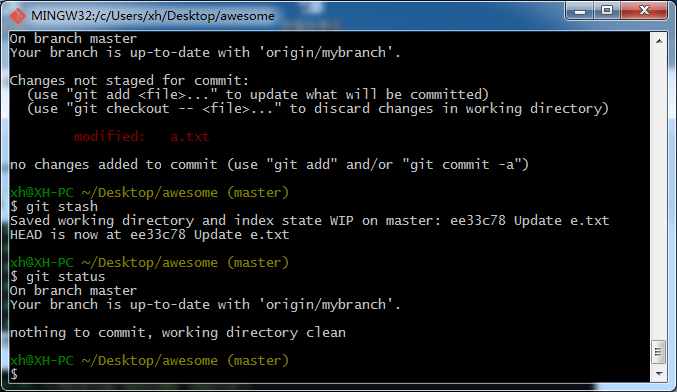 MINGW32:/c/Users/xh/Desktop/awesome
On branch master
Your branch is up-to-date with 'origin/mybranch'.
Changes not staged for commit:
  (use "git add <file>..." to update what will be committed)
  (use "git checkout -- <file>..." to discard changes in working directory)
        modified:   a.txt
no changes added to commit (use "git add" and/or "git commit -a")
xh@XH-PC ~/Desktop/awesome (master)
$ git stash
Saved working directory and index state WIP on master: ee33c78 Update e.txt
HEAD is now at ee33c78 Update e.txt
xh@XH-PC ~/Desktop/awesome (master)
$ git status
On branch master
Your branch is up-to-date with 'origin/mybranch'.
nothing to commit, working directory clean
xh@XH-PC ~/Desktop/awesome (master)
$